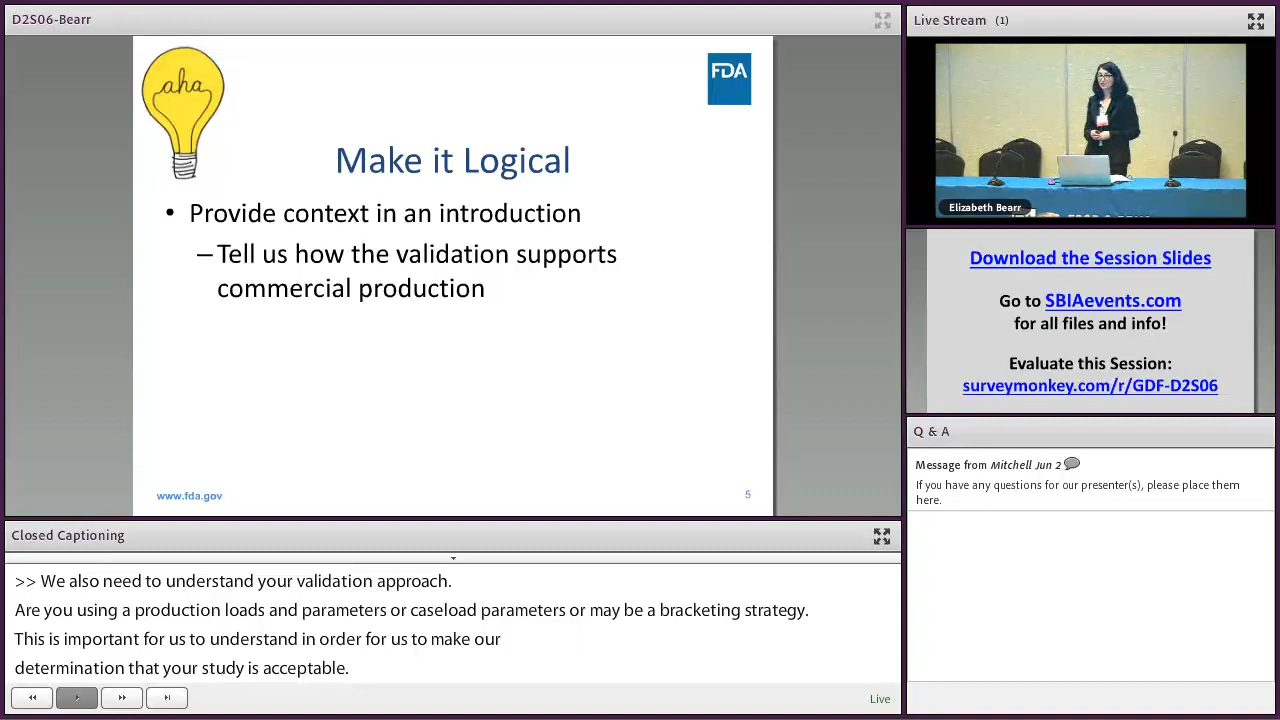 D2S06-Bearr
aha
FDA
Make it Logical
• Provide context in an introduction
– Tell us how the validation supports
commercial production
www.fda.gov
5
Closed Captioning
>> We also need to understand your validation approach.
Are you using a production loads and parameters or caseload parameters or may be a bracketing strategy.
This is important for us to understand in order for us to make our
determination that your study is acceptable.
Live
Live Stream (1)
Elizabeth Bearr
Download the Session Slides
Go to SBIAevents.com
for all files and info!
Evaluate this Session:
surveymonkey.com/r/GDF-D2S06
Q & A
Message from Mitchell Jun 2
If you have any questions for our presenter(s), please place them
here.